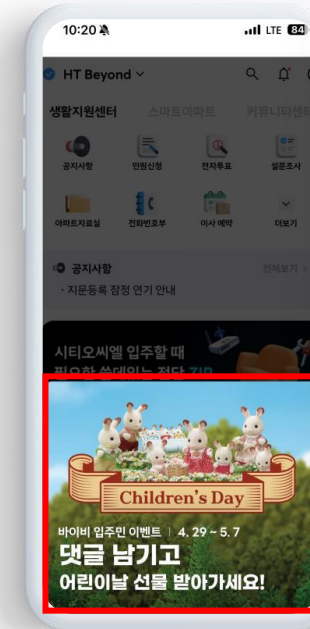 10:20
LTE 84
HT Beyond
생활지원센터 스마트아파트 커뮤니티센터
공지사항 민원신청 전자투표 설문조사
아파트자료실 전화번호부 이사 예약 더보기
공지사항 전체보기 >
· 지문등록 잠정 연기 안내
시티오씨엘 입주할 때
필요한 쓸데있는 정답 ZIP
Children's Day
바이비 입주민 이벤트 | 4. 29 ~ 5. 7
댓글 남기고
어린이날 선물 받아가세요!